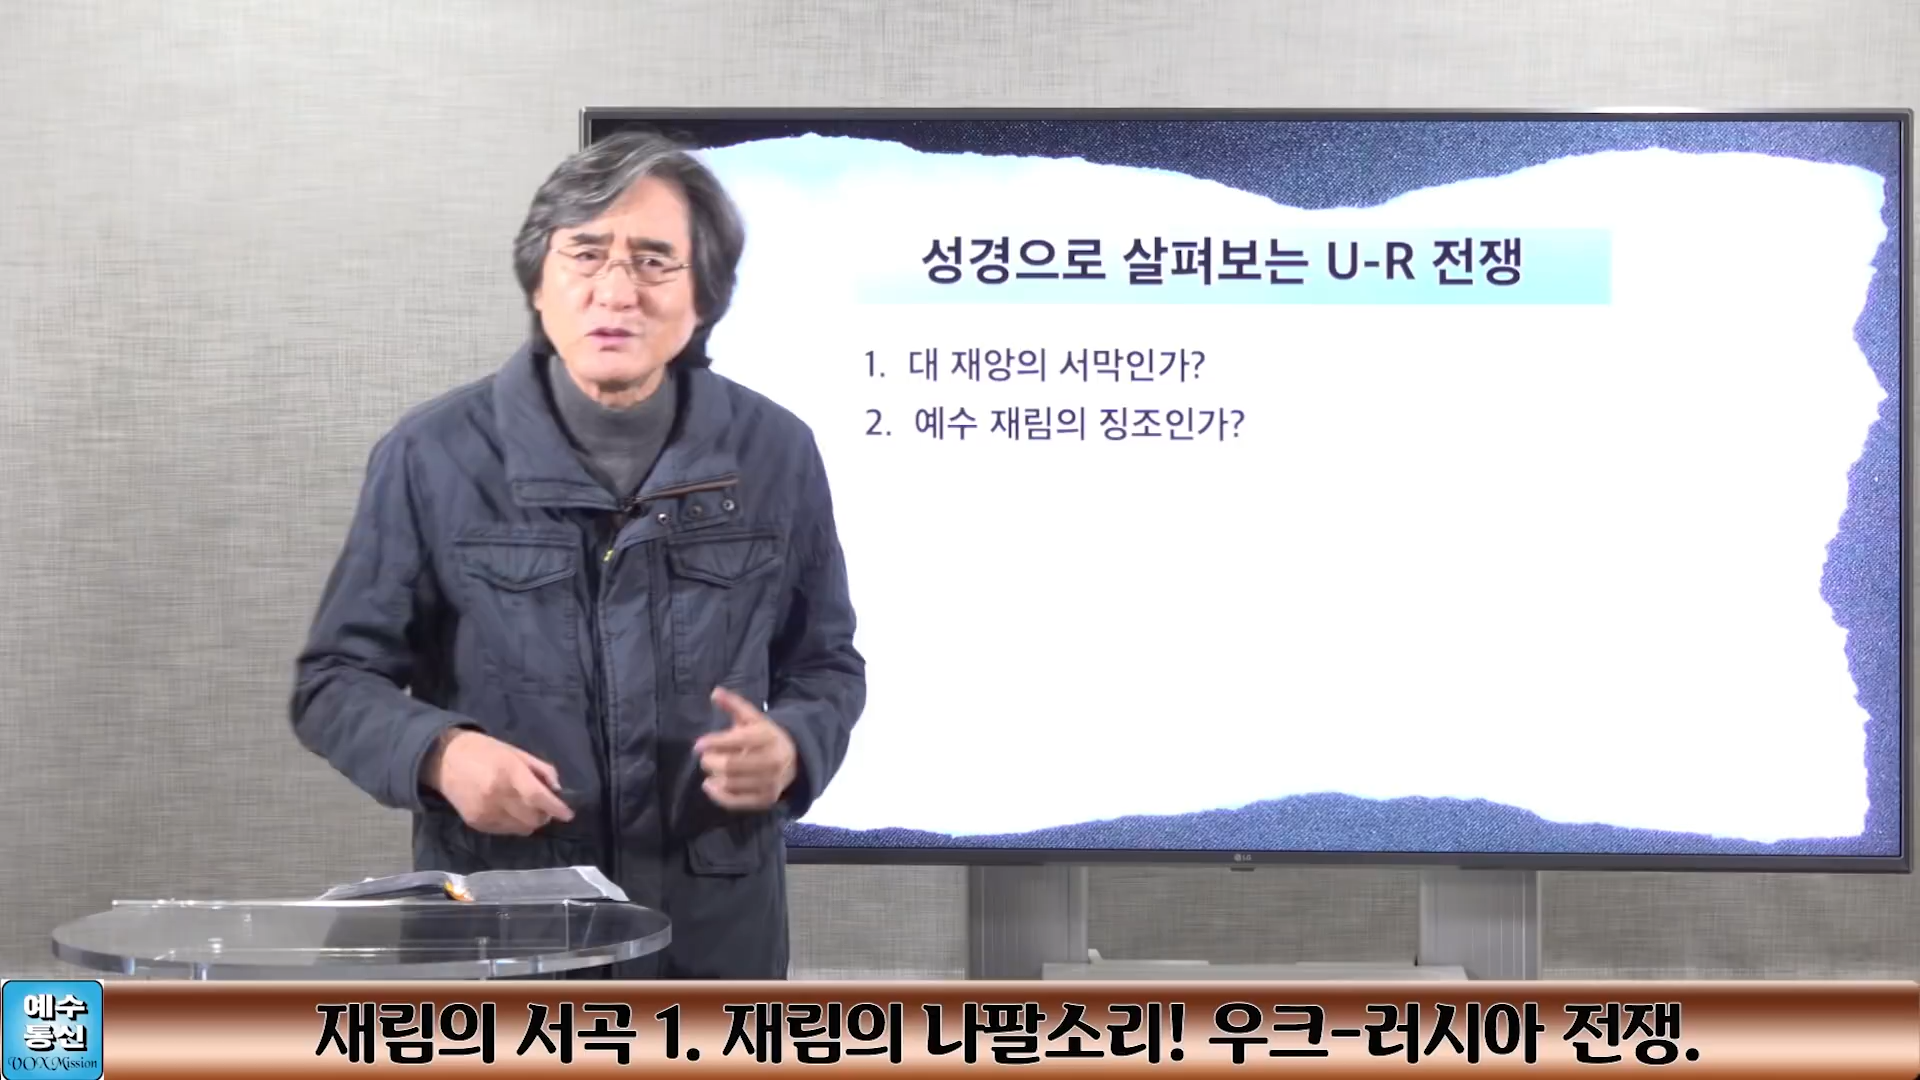 성경으로 살펴보는 U-R 전쟁
1. 대 재앙의 서막인가?
2. 예수 재림의 징조인가?
LG
예수
통신
VOX Mission
재림의 서곡 1. 재림의 나팔소리! 우크-러시아 전쟁.